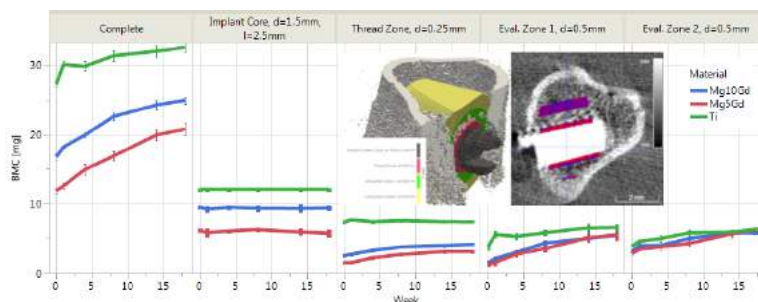 Complete
Implant Core, d=1.5mm,
l=2.5mm
Thread Zone, d=0.25mm
Eval. Zone 1, d=0.5mm
Eval. Zone 2, d=0.5mm
Material
Mg10Gd
Mg5Gd
Ti
BMC [mg]
30
20
10
0
0 5 10 15
0 5 10 15
0 5 10 15
0 5 10 15
0 5 10 15
Week